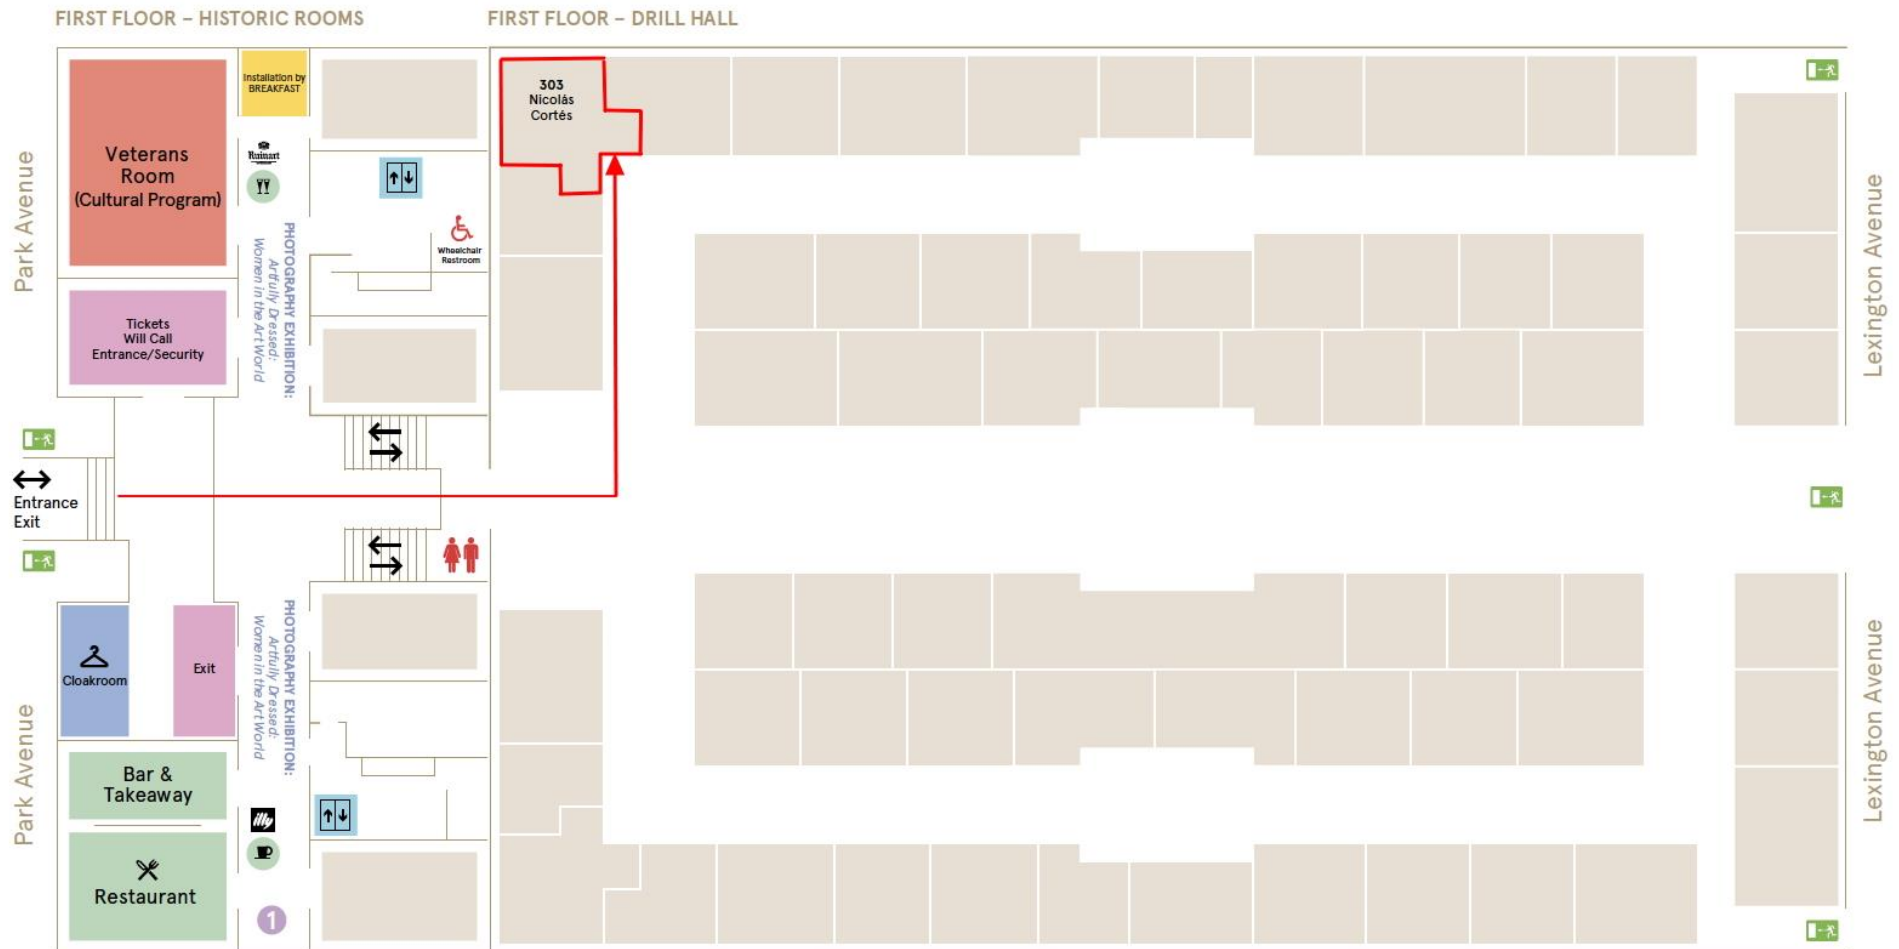 FIRST FLOOR – HISTORIC ROOMS
FIRST FLOOR – DRILL HALL
Park Avenue
Veterans
Room
(Cultural Program)
Installation by
BREAKFAST
Ruinart
303
Nicolás
Cortés
Wheelchair
Restroom
PHOTOGRAPHY EXHIBITION:
Artfully Dressed:
Women in the Art World
Tickets
Will Call
Entrance/Security
Lexington Avenue
Entrance
Exit
Cloakroom
Exit
PHOTOGRAPHY EXHIBITION:
Artfully Dressed:
Women in the Art World
Park Avenue
Bar &
Takeaway
illy
Restaurant
1
Lexington Avenue